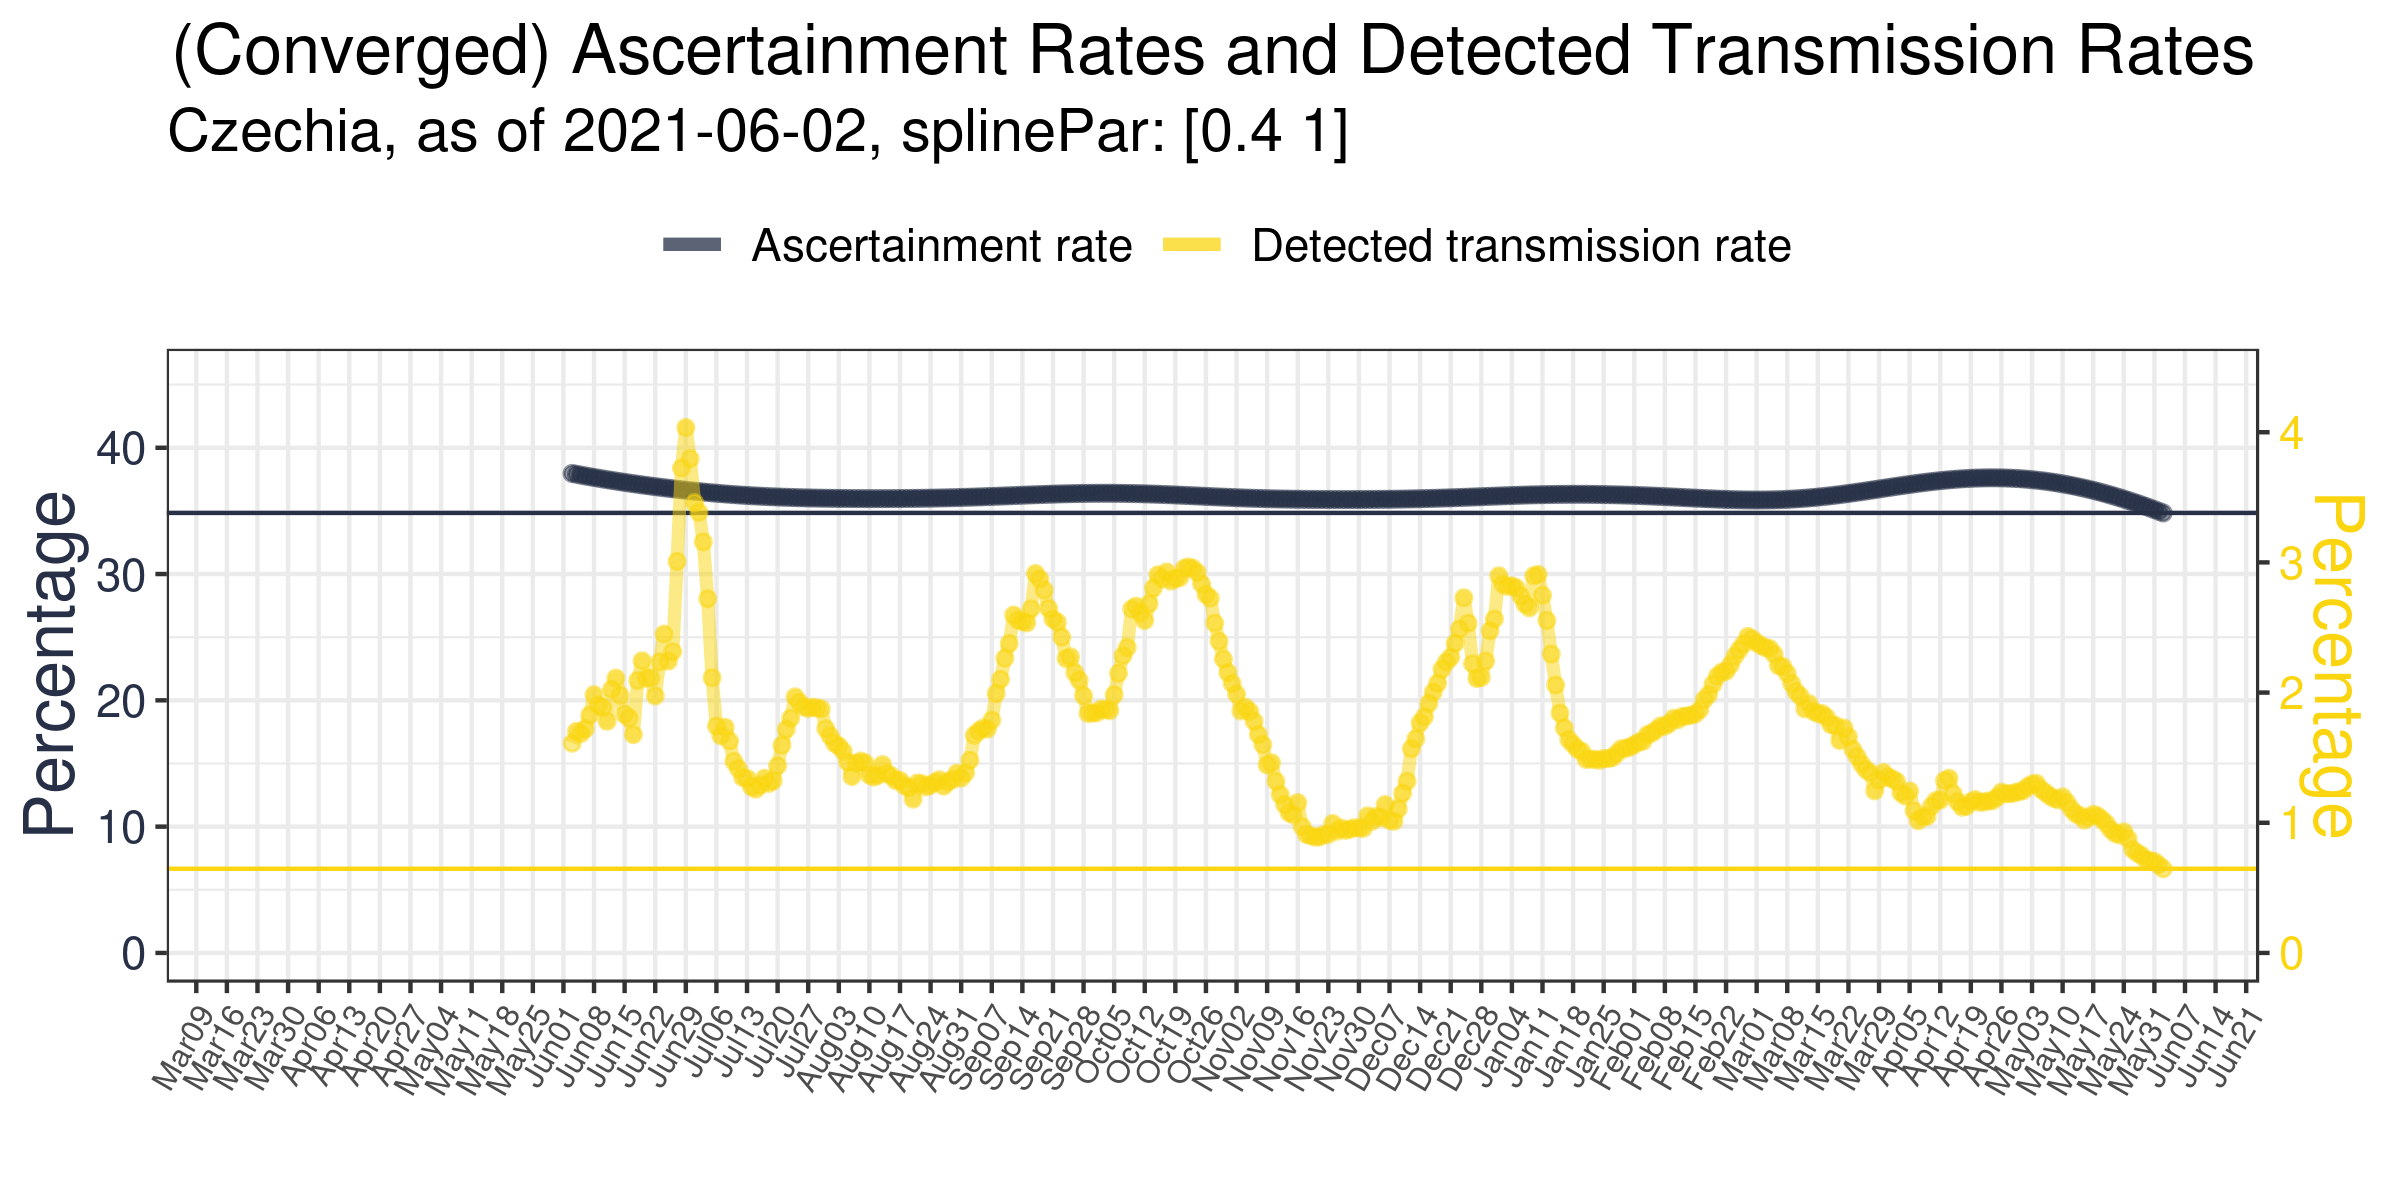 (Converged) Ascertainment Rates and Detected Transmission Rates
Czechia, as of 2021-06-02, splinePar: [0.4 1]
Ascertainment rate
Detected transmission rate
Percentage
40
30
20
10
0
4
3
2
1
0
Percentage
Mar09
Mar16
Mar23
Mar30
Apr06
Apr13
Apr20
Apr27
May04
May11
May18
May25
Jun01
Jun08
Jun15
Jun22
Jun29
Jul06
Jul13
Jul20
Jul27
Aug03
Aug10
Aug17
Aug24
Aug31
Sep07
Sep14
Sep21
Sep28
Oct05
Oct12
Oct19
Oct26
Nov02
Nov09
Nov16
Nov23
Nov30
Dec07
Dec14
Dec21
Dec28
Jan04
Jan11
Jan18
Jan25
Feb01
Feb08
Feb15
Feb22
Mar01
Mar08
Mar15
Mar22
Mar29
Apr05
Apr12
Apr19
Apr26
May03
May10
May17
May24
May31
Jun07
Jun14
Jun21